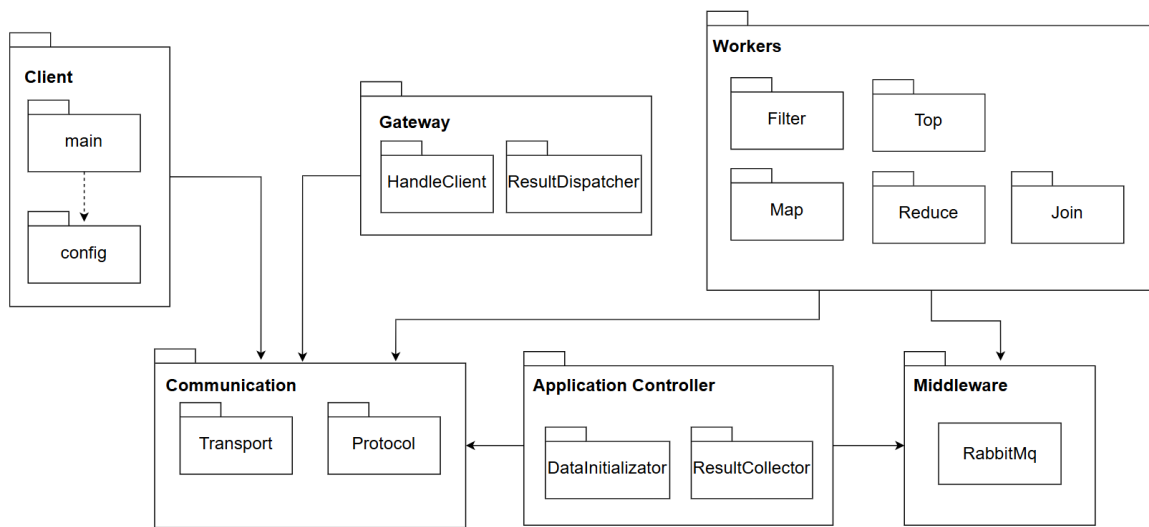 Client
main
config
Gateway
HandleClient
ResultDispatcher
Workers
Filter
Top
Map
Reduce
Join
Communication
Transport
Protocol
Application Controller
DataInitializator
ResultCollector
Middleware
RabbitMq